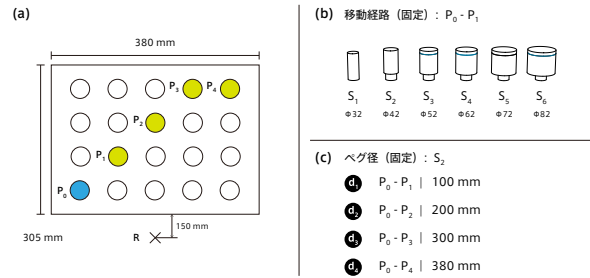 (a)
380 mm
P₃ P₄
P₂
P₁
P₀
305 mm
R
150 mm
(b) 移動経路（固定）: P₀ - P₁
S₁ S₂ S₃ S₄ S₅ S₆
Φ32 Φ42 Φ52 Φ62 Φ72 Φ82
(c) ペグ径（固定）: S₂
d₁ P₀ - P₁ | 100 mm
d₂ P₀ - P₂ | 200 mm
d₃ P₀ - P₃ | 300 mm
d₄ P₀ - P₄ | 380 mm